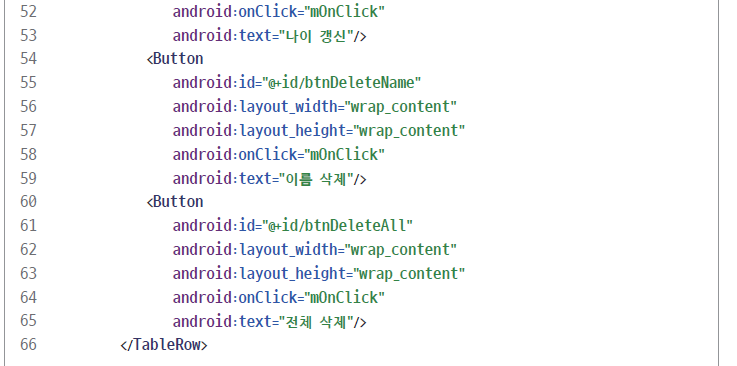 52 android:onClick="mOnClick"
53 android:text="나이 갱신"/>
54 <Button
55 android:id="@+id/btnDeleteName"
56 android:layout_width="wrap_content"
57 android:layout_height="wrap_content"
58 android:onClick="mOnClick"
59 android:text="이름 삭제"/>
60 <Button
61 android:id="@+id/btnDeleteAll"
62 android:layout_width="wrap_content"
63 android:layout_height="wrap_content"
64 android:onClick="mOnClick"
65 android:text="전체 삭제"/>
66 </TableRow>